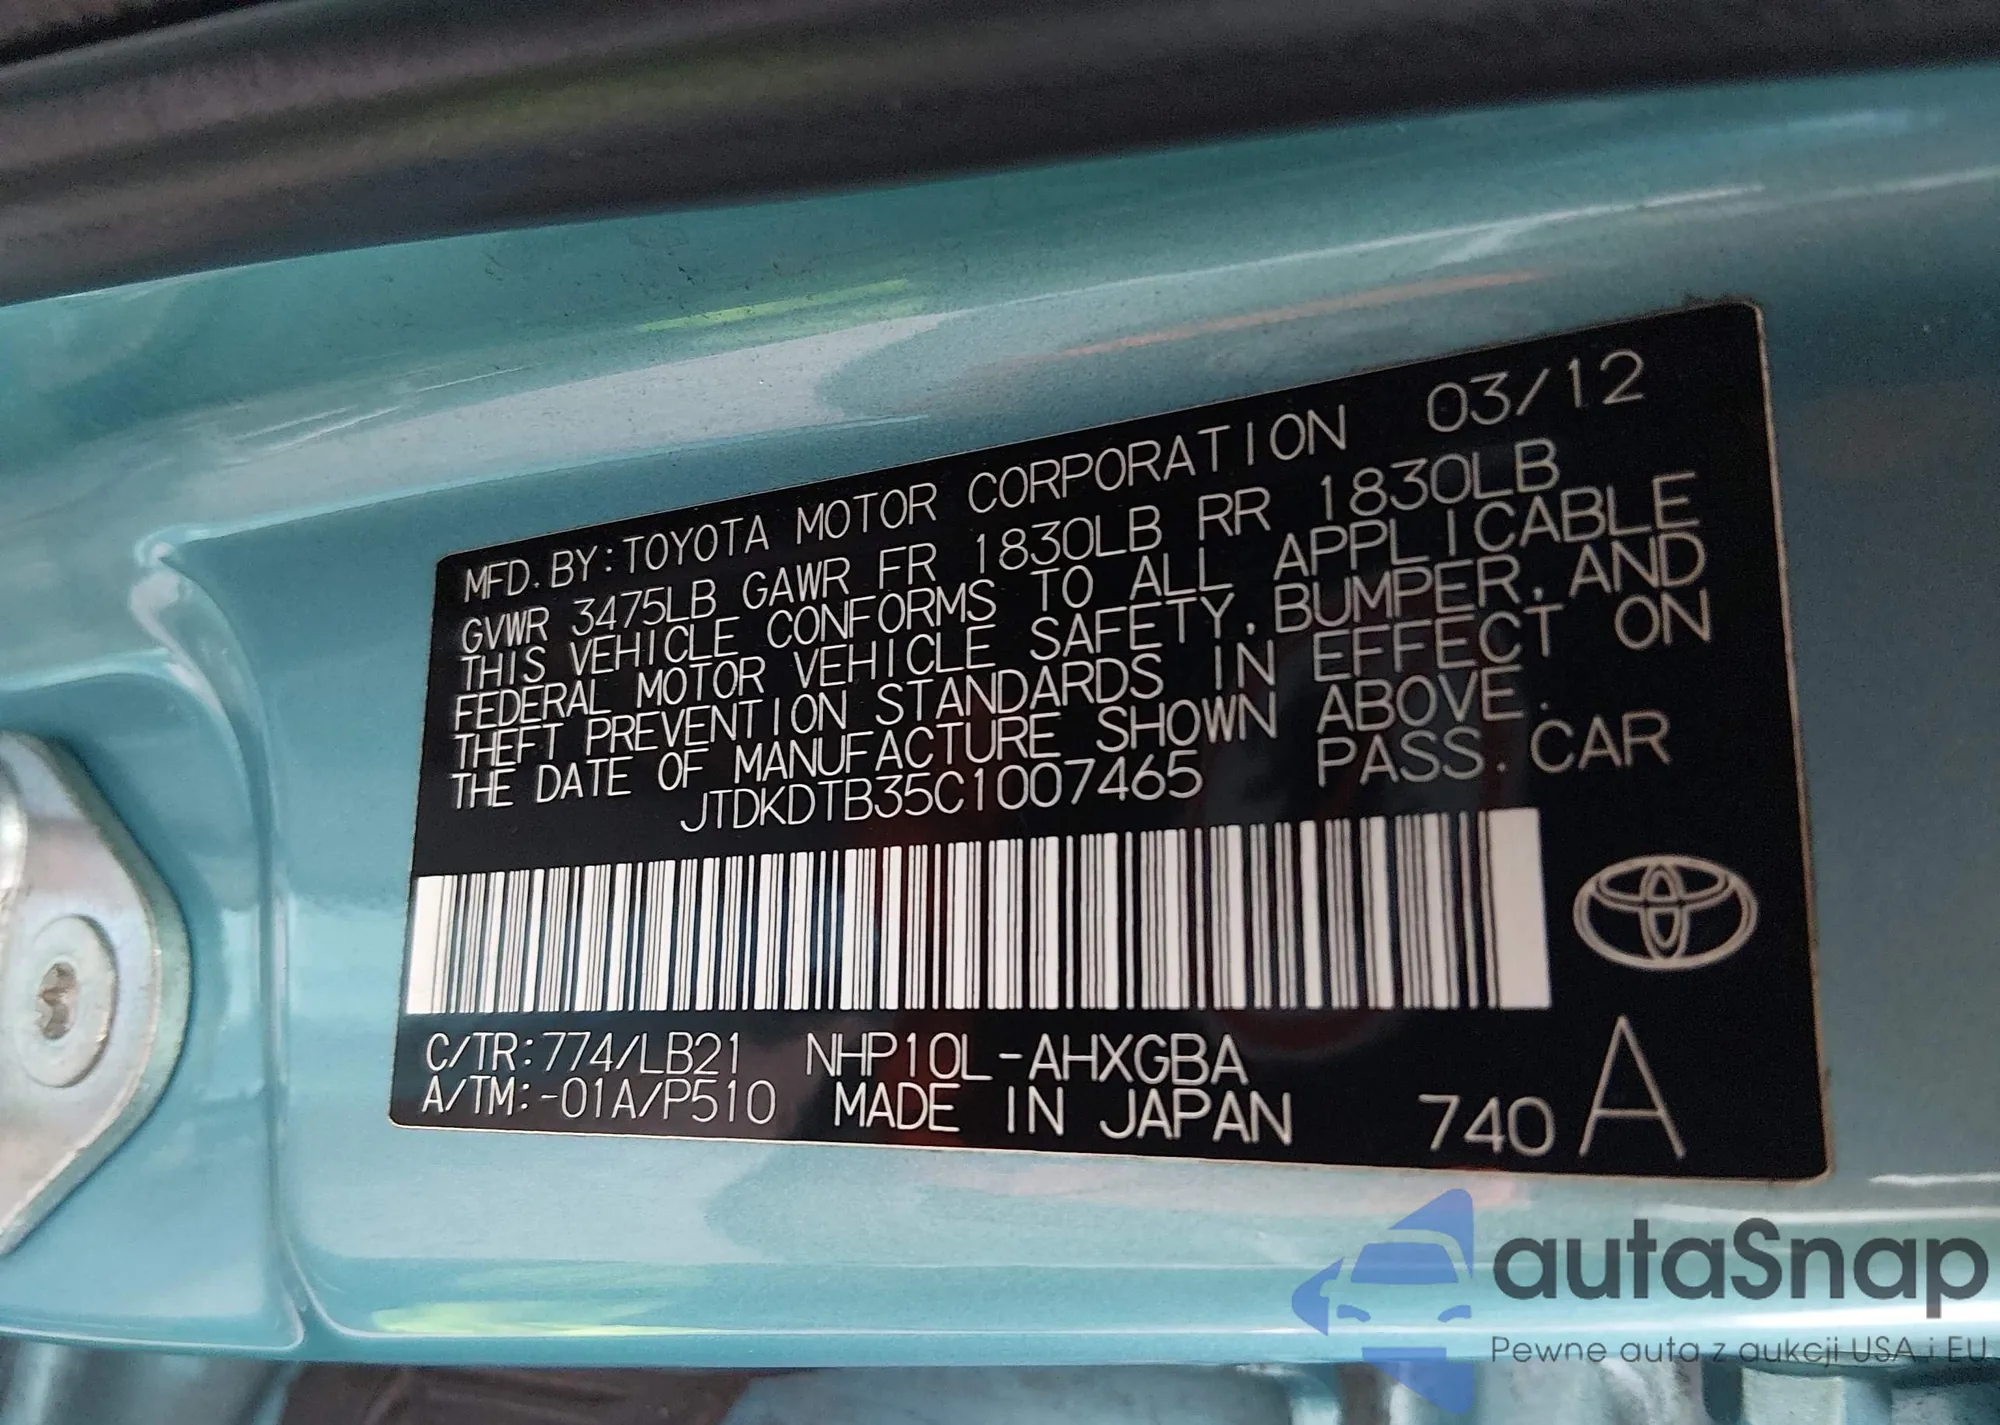 MFD. BY: TOYOTA MOTOR CORPORATION 03/12
GVWR 3475LB GAWR FR 1830LB RR 1830LB
THIS VEHICLE CONFORMS TO ALL APPLICABLE
FEDERAL MOTOR VEHICLE SAFETY, BUMPER, AND
THEFT PREVENTION STANDARDS IN EFFECT ON
THE DATE OF MANUFACTURE SHOWN ABOVE.
JTDKDTB35C1007465 PASS. CAR
C/TR: 774/LB21 NHP10L-AHXGBA
A/TM: -01A/P510 MADE IN JAPAN 740 A
autaSnap
Pewne auta z aukcji USA i EU